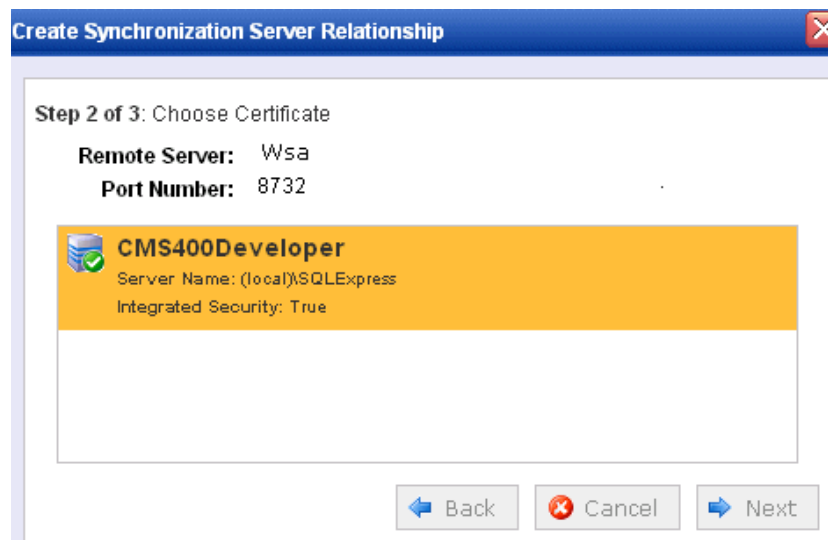 Create Synchronization Server Relationship
Step 2 of 3: Choose Certificate
Remote Server: Wsa
Port Number: 8732
CMS400Developer
Server Name: (local)\SQLExpress
Integrated Security: True
Back Cancel Next